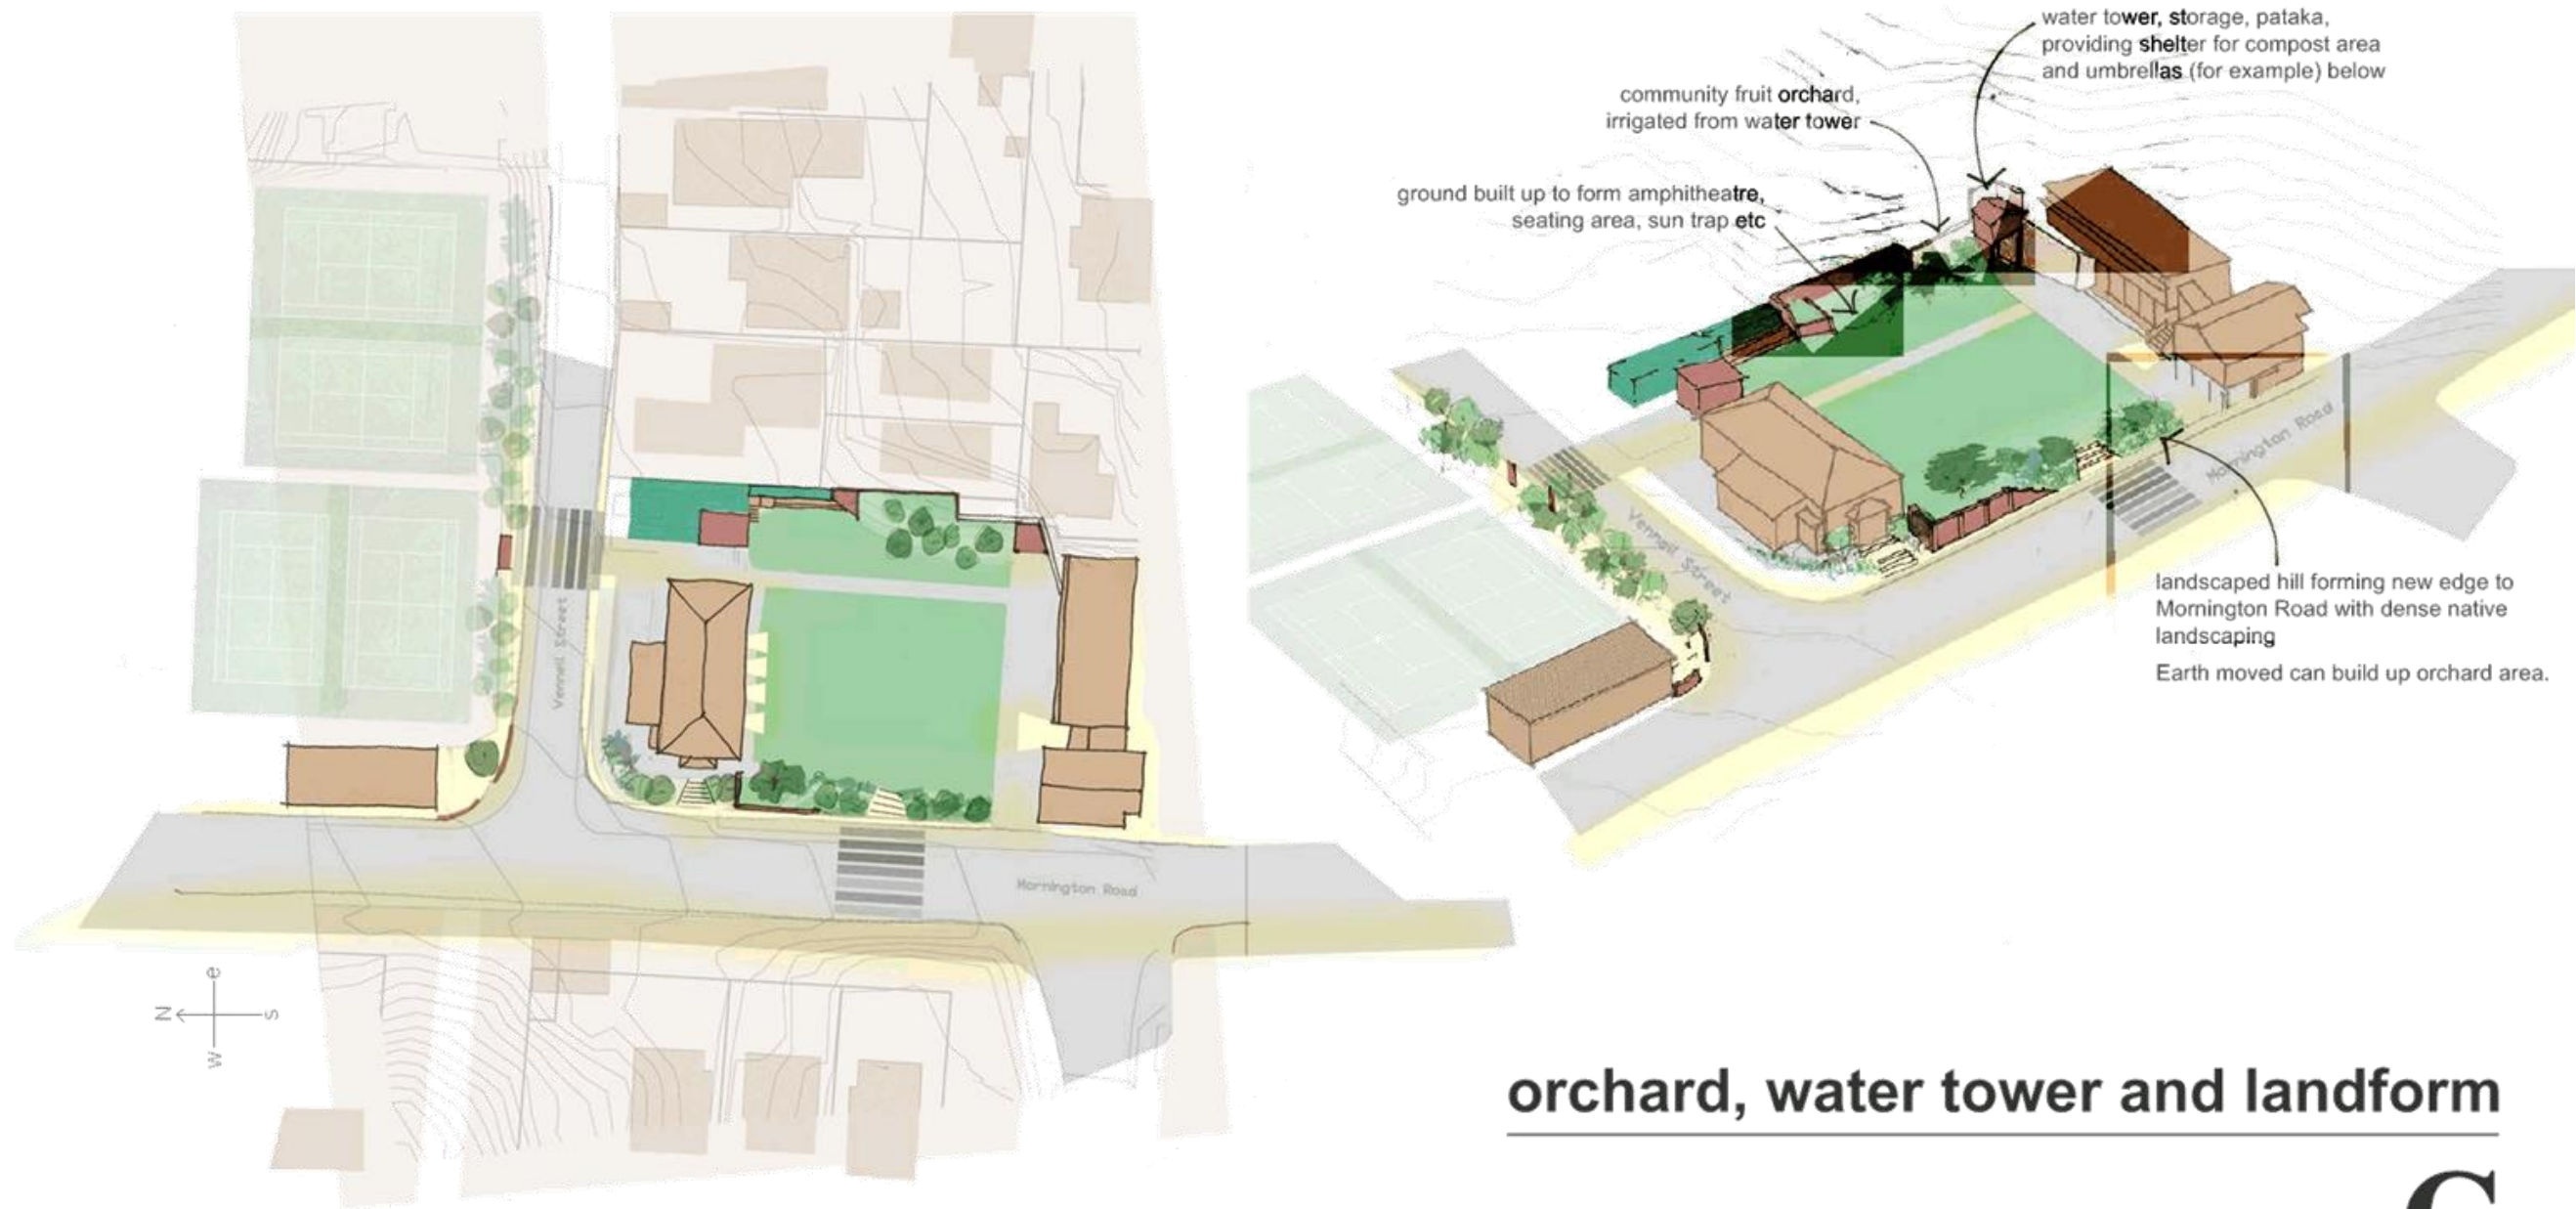 water tower, storage, pataka,
providing shelter for compost area
and umbrellas (for example) below
community fruit orchard,
irrigated from water tower
ground built up to form amphitheatre,
seating area, sun trap etc
Vennell Street
Mornington Road
Vennell Street
Mornington Road
landscaped hill forming new edge to
Mornington Road with dense native
landscaping
Earth moved can build up orchard area.
N
e
s
w
orchard, water tower and landform